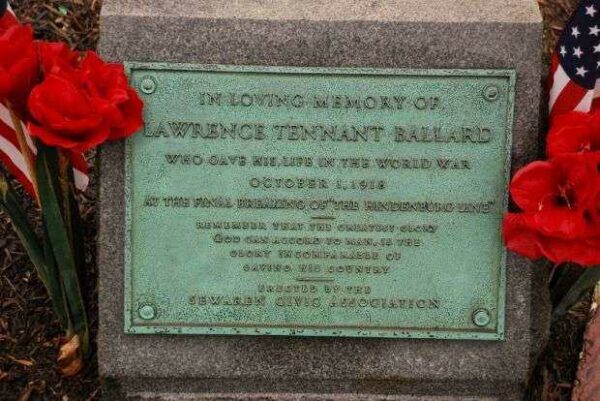 IN LOVING MEMORY OF
LAWRENCE TENNANT BALLARD
WHO GAVE HIS LIFE IN THE WORLD WAR
OCTOBER 1, 1918
AT THE FINAL BREAKING OF "THE HINDENBURG LINE"
REMEMBER THAT THE GREATEST GLORY
GOD CAN ACCORD TO MAN, IS THE
GLORY INCOMPARABLE OF
SAVING HIS COUNTRY
ERECTED BY THE
SEWAREN CIVIC ASSOCIATION